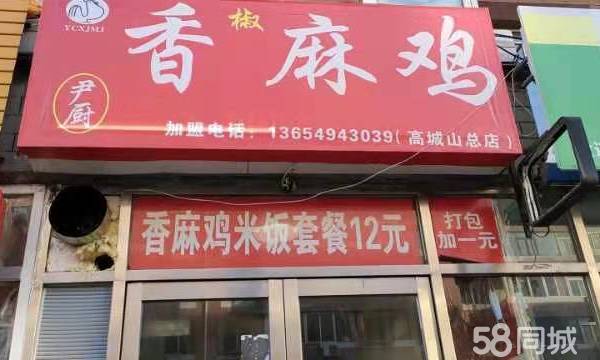 YCXJMJ
尹厨
香椒麻鸡
加盟电话：13654943039(高城山总店)
香麻鸡米饭套餐12元
打包
加一元
58同城